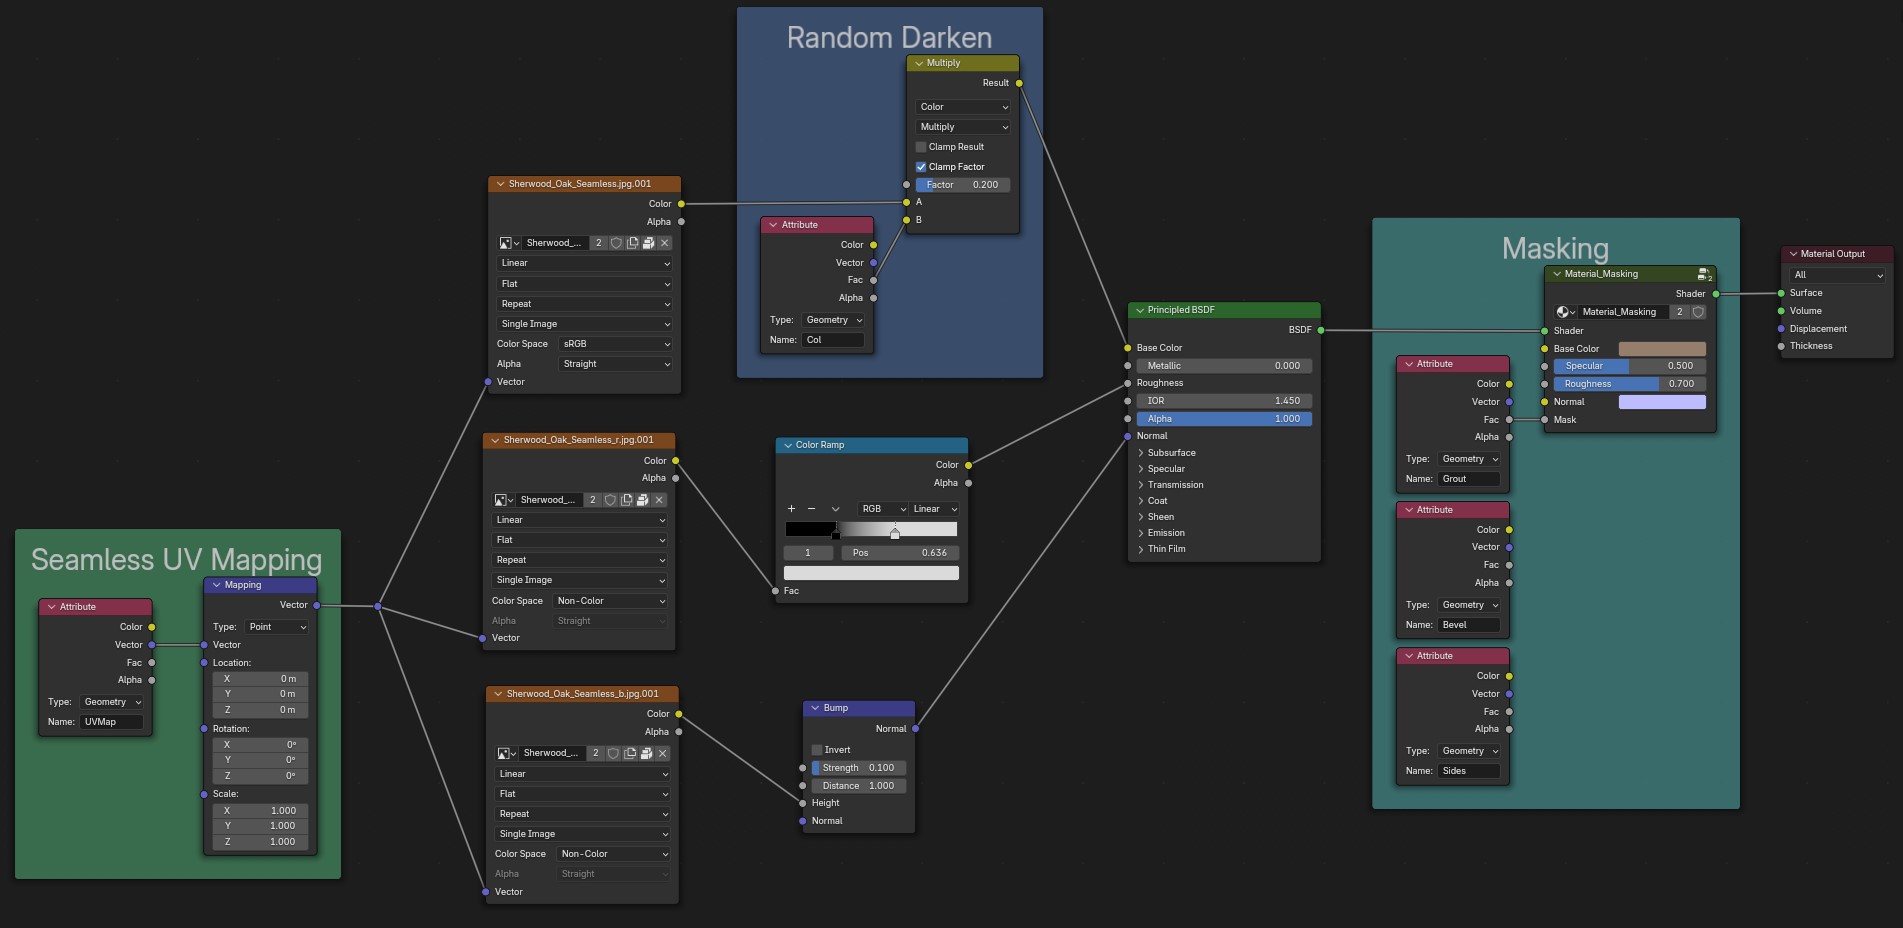 Seamless UV Mapping
Attribute
Color
Vector
Fac
Alpha
Type: Geometry
Name: UVMap
Mapping
Vector
Type: Point
Vector
Location:
X 0 m
Y 0 m
Z 0 m
Rotation:
X 0°
Y 0°
Z 0°
Scale:
X 1.000
Y 1.000
Z 1.000
Sherwood_Oak_Seamless.jpg.001
Color
Alpha
Sherwood_... 2
Linear
Flat
Repeat
Single Image
Color Space sRGB
Alpha Straight
Vector
Sherwood_Oak_Seamless_r.jpg.001
Color
Alpha
Sherwood_... 2
Linear
Flat
Repeat
Single Image
Color Space Non-Color
Alpha Straight
Vector
Sherwood_Oak_Seamless_b.jpg.001
Color
Alpha
Sherwood_... 2
Linear
Flat
Repeat
Single Image
Color Space Non-Color
Alpha Straight
Vector
Random Darken
Multiply
Result
Color
Multiply
Clamp Result
Clamp Factor
Factor 0.200
A
B
Attribute
Color
Vector
Fac
Alpha
Type: Geometry
Name: Col
Color Ramp
Color
Alpha
+ − RGB Linear
1 Pos 0.636
Fac
Bump
Normal
Invert
Strength 0.100
Distance 1.000
Height
Normal
Principled BSDF
BSDF
Base Color
Metallic 0.000
Roughness
IOR 1.450
Alpha 1.000
Normal
Subsurface
Specular
Transmission
Coat
Sheen
Emission
Thin Film
Masking
Material_Masking 2
Shader
Material_Masking 2
Shader
Base Color
Specular 0.500
Roughness 0.700
Normal
Mask
Attribute
Color
Vector
Fac
Alpha
Type: Geometry
Name: Grout
Attribute
Color
Vector
Fac
Alpha
Type: Geometry
Name: Bevel
Attribute
Color
Vector
Fac
Alpha
Type: Geometry
Name: Sides
Material Output
All
Surface
Volume
Displacement
Thickness